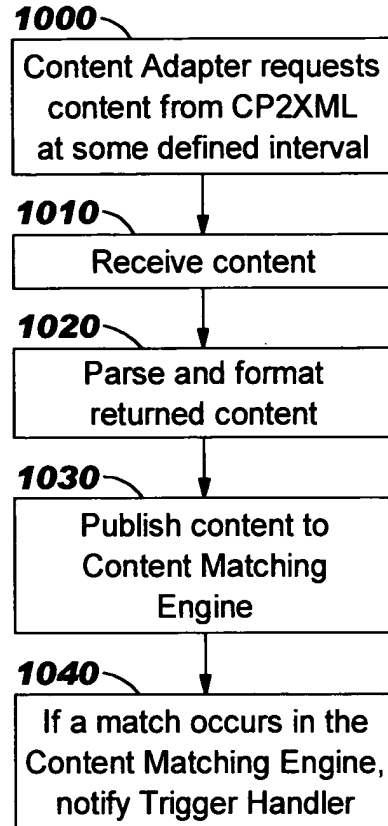 1000
Content Adapter requests
content from CP2XML
at some defined interval
1010
Receive content
1020
Parse and format
returned content
1030
Publish content to
Content Matching
Engine
1040
If a match occurs in the
Content Matching Engine,
notify Trigger Handler